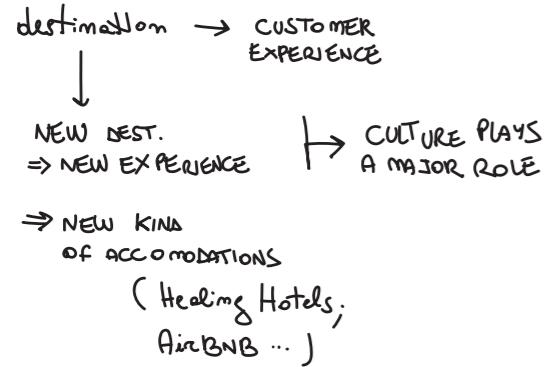 destination → CUSTOMER
EXPERIENCE
NEW DEST.
⇒ NEW EXPERIENCE
→ CULTURE PLAYS
A MAJOR ROLE
⇒ NEW KIND
OF ACCOMODATIONS
(Healing Hotels;
AirBNB ...)